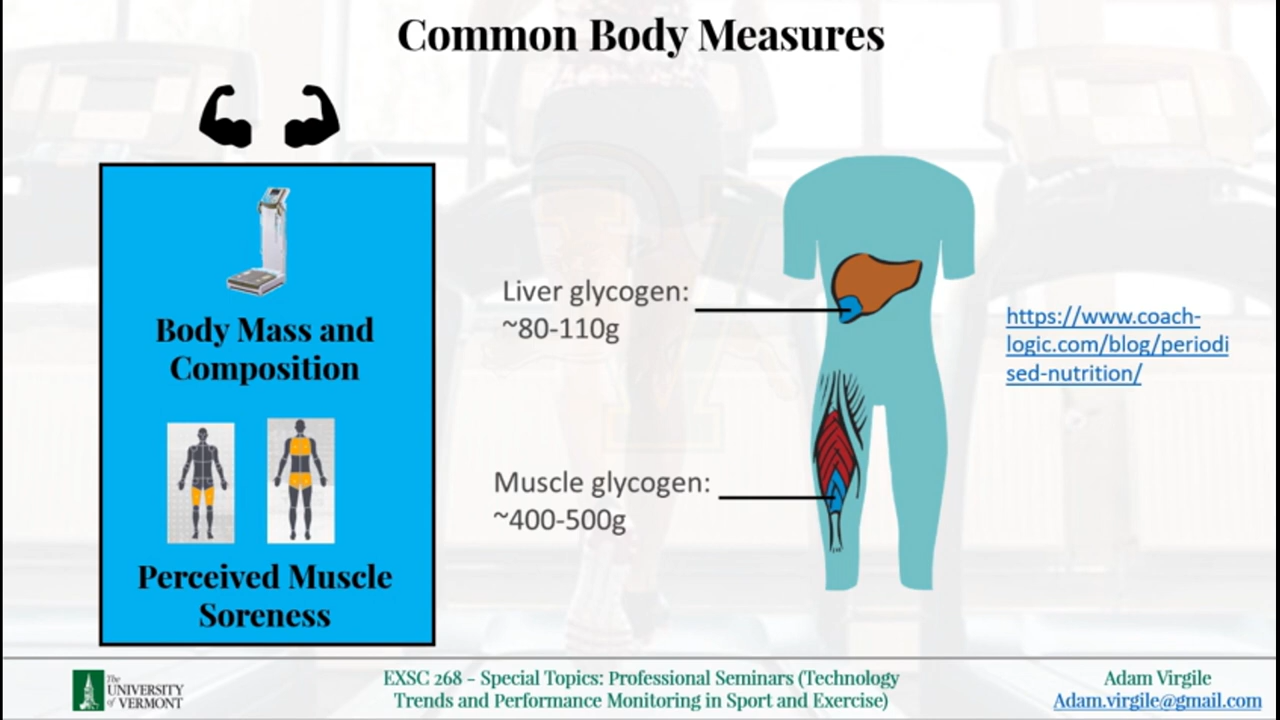 Common Body Measures
Body Mass and
Composition
Perceived Muscle
Soreness
Liver glycogen:
~80-110g
Muscle glycogen:
~400-500g
https://www.coach-
logic.com/blog/periodi
sed-nutrition/
The
UNIVERSITY
of VERMONT
EXSC 268 – Special Topics: Professional Seminars (Technology
Trends and Performance Monitoring in Sport and Exercise)
Adam Virgile
Adam.virgile@gmail.com